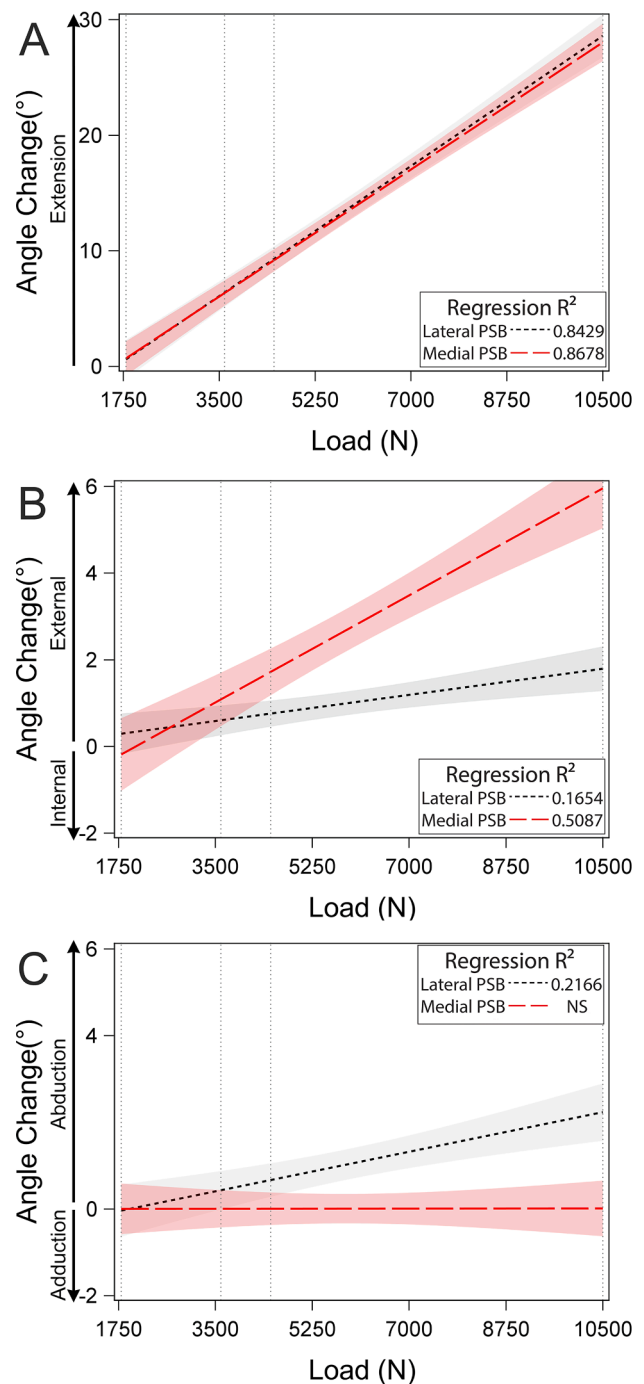 A
Angle Change(°)
Extension
30
20
10
0
Regression R²
Lateral PSB 0.8429
Medial PSB 0.8678
1750 3500 5250 7000 8750 10500
Load (N)
B
Angle Change(°)
External
Internal
6
4
2
0
-2
Regression R²
Lateral PSB 0.1654
Medial PSB 0.5087
1750 3500 5250 7000 8750 10500
Load (N)
C
Angle Change(°)
Abduction
Adduction
6
4
0
-2
Regression R²
Lateral PSB 0.2166
Medial PSB NS
1750 3500 5250 7000 8750 10500
Load (N)